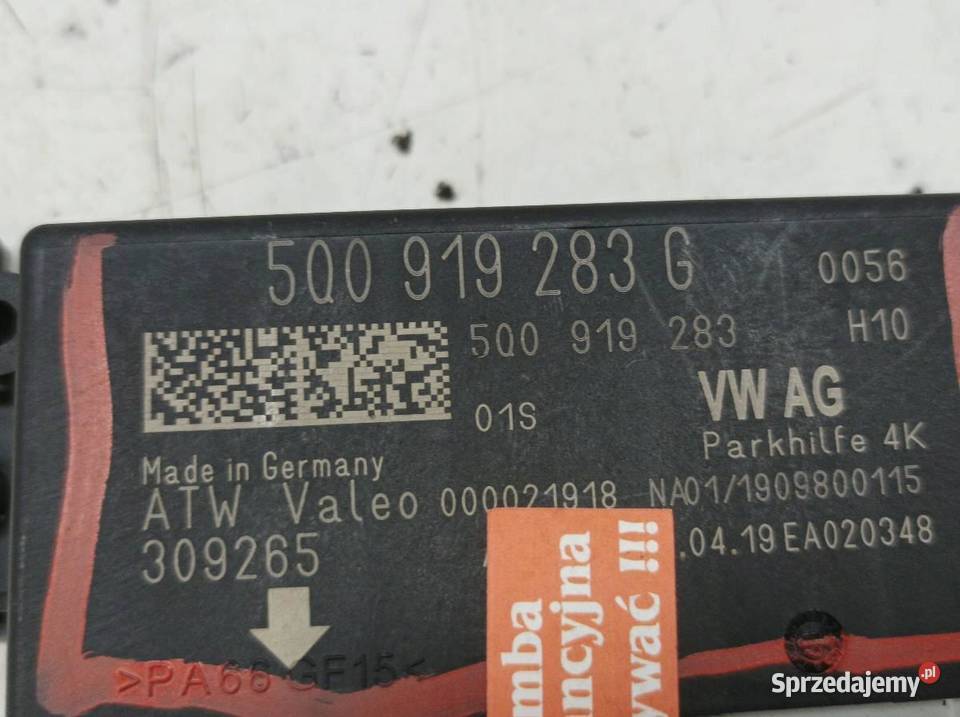 5Q0 919 283 G 0056
5Q0 919 283 H10
01S VW AG
Parkhilfe 4K
Made in Germany
ATW Valeo 000021918 NA01/1909800115
309265 .04.19 EA020348
>PA66 GF15<
mba
ncyjna
ywać !!!
Sprzedajemy.pl